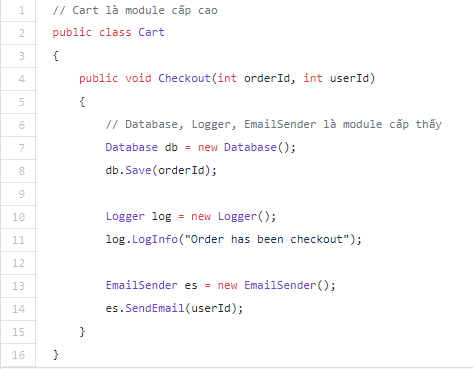 1 // Cart là module cấp cao
2 public class Cart
3 {
4 public void Checkout(int orderId, int userId)
5 {
6 // Database, Logger, EmailSender là module cấp thấy
7 Database db = new Database();
8 db.Save(orderId);
9
10 Logger log = new Logger();
11 log.LogInfo("Order has been checkout");
12
13 EmailSender es = new EmailSender();
14 es.SendEmail(userId);
15 }
16 }